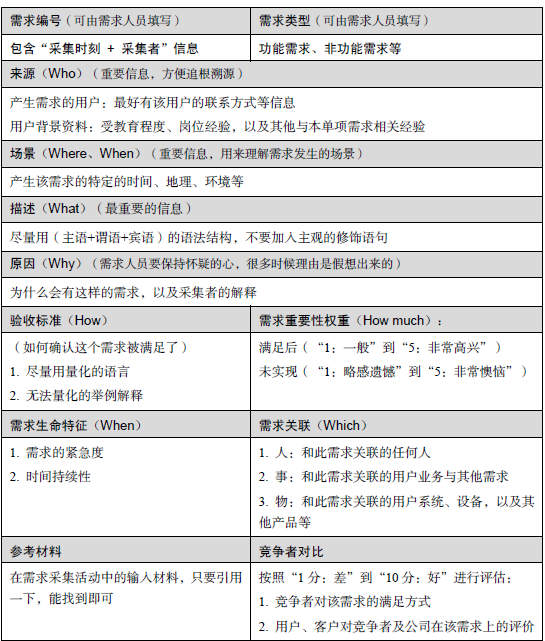 需求编号（可由需求人员填写）
需求类型（可由需求人员填写）
包含“采集时刻 + 采集者”信息
功能需求、非功能需求等
来源（Who）（重要信息，方便追根溯源）
产生需求的用户：最好有该用户的联系方式等信息
用户背景资料：受教育程度、岗位经验，以及其他与本单项需求相关经验
场景（Where、When）（重要信息，用来理解需求发生的场景）
产生该需求的特定的时间、地理、环境等
描述（What）（最重要的信息）
尽量用（主语+谓语+宾语）的语法结构，不要加入主观的修饰语句
原因（Why）（需求人员要保持怀疑的心，很多时候理由是假想出来的）
为什么会有这样的需求，以及采集者的解释
验收标准（How）
（如何确认这个需求被满足了）
1. 尽量用量化的语言
2. 无法量化的举例解释
需求重要性权重（How much）：
满足后（“1：一般”到“5：非常高兴”）
未实现（“1：略感遗憾”到“5：非常懊恼”）
需求生命特征（When）
1. 需求的紧急度
2. 时间持续性
需求关联（Which）
1. 人：和此需求关联的任何人
2. 事：和此需求关联的用户业务与其他需求
3. 物：和此需求关联的用户系统、设备，以及其
他产品等
参考材料
在需求采集活动中的输入材料，只要引用
一下，能找到即可
竞争者对比
按照“1 分：差”到“10 分：好”进行评估：
1. 竞争者对该需求的满足方式
2. 用户、客户对竞争者及公司在该需求上的评价